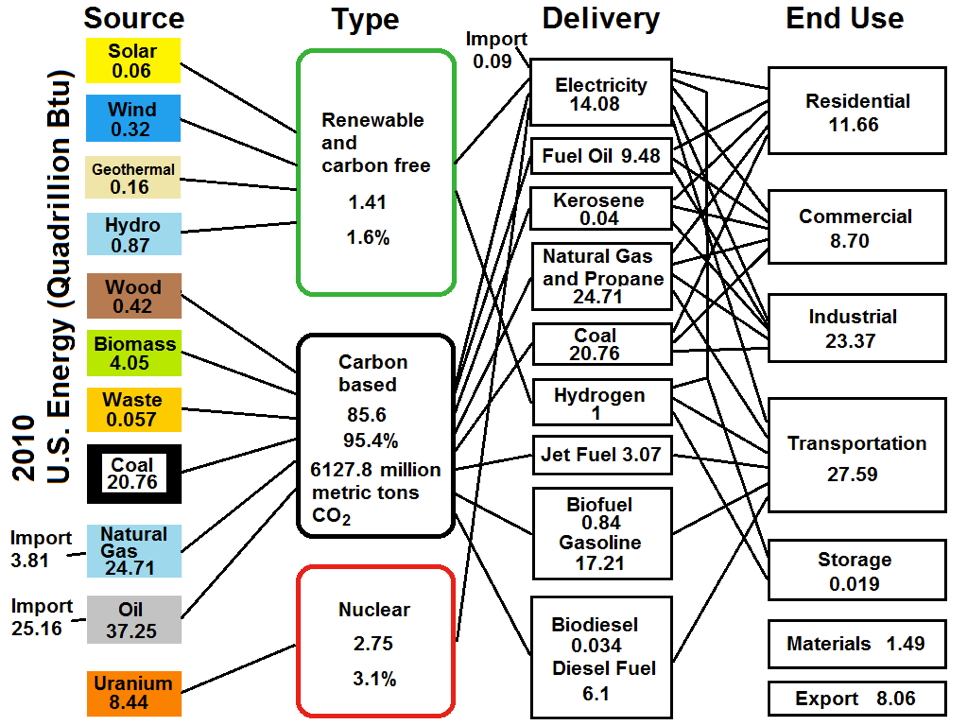 Source
Type
Delivery
End Use
2010
U.S. Energy (Quadrillion Btu)
Solar
0.06
Wind
0.32
Geothermal
0.16
Hydro
0.87
Wood
0.42
Biomass
4.05
Waste
0.057
Coal
20.76
Import
3.81
Natural
Gas
24.71
Import
25.16
Oil
37.25
Uranium
8.44
Renewable
and
carbon free
1.41
1.6%
Carbon
based
85.6
95.4%
6127.8 million
metric tons
CO2
Nuclear
2.75
3.1%
Import
0.09
Electricity
14.08
Fuel Oil 9.48
Kerosene
0.04
Natural Gas
and Propane
24.71
Coal
20.76
Hydrogen
1
Jet Fuel 3.07
Biofuel
0.84
Gasoline
17.21
Biodiesel
0.034
Diesel Fuel
6.1
Residential
11.66
Commercial
8.70
Industrial
23.37
Transportation
27.59
Storage
0.019
Materials 1.49
Export 8.06